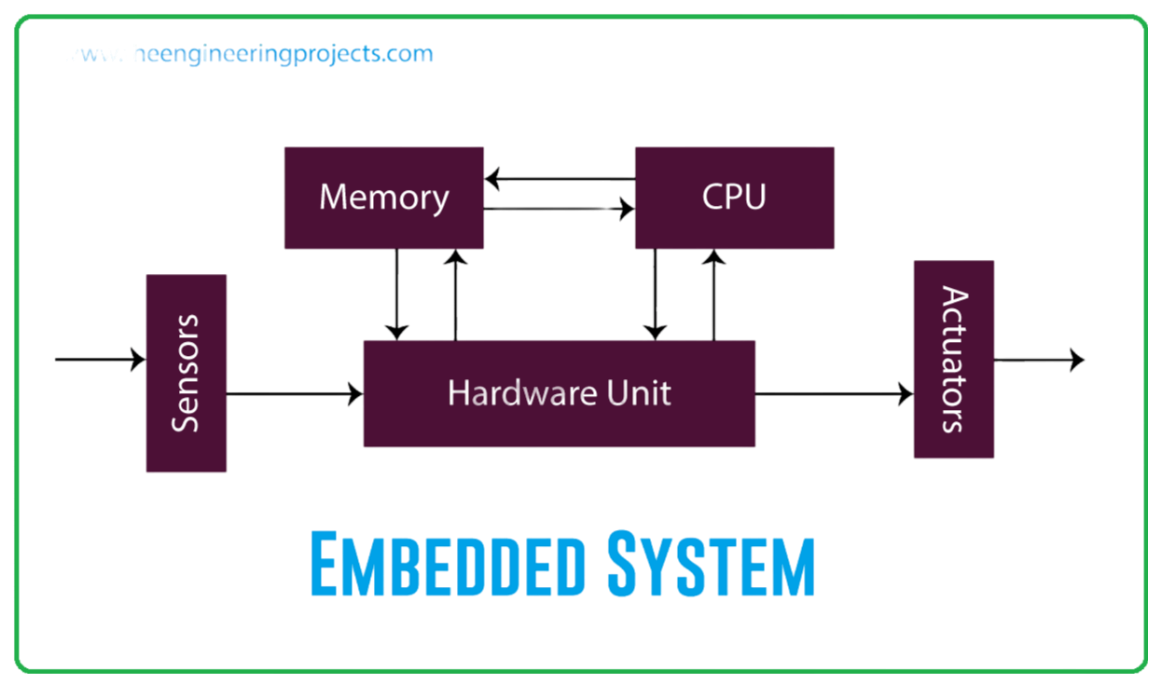 neengineeringprojects.com
Memory
CPU
Sensors
Hardware Unit
Actuators
EMBEDDED SYSTEM